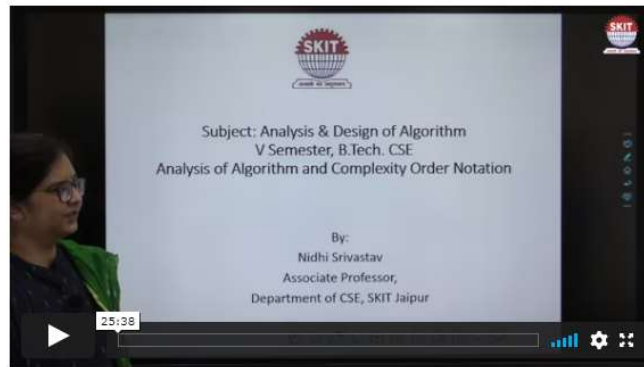 SKIT
SKIT
Subject: Analysis & Design of Algorithm
V Semester, B.Tech. CSE
Analysis of Algorithm and Complexity Order Notation
By:
Nidhi Srivastav
Associate Professor,
Department of CSE, SKIT Jaipur
25:38